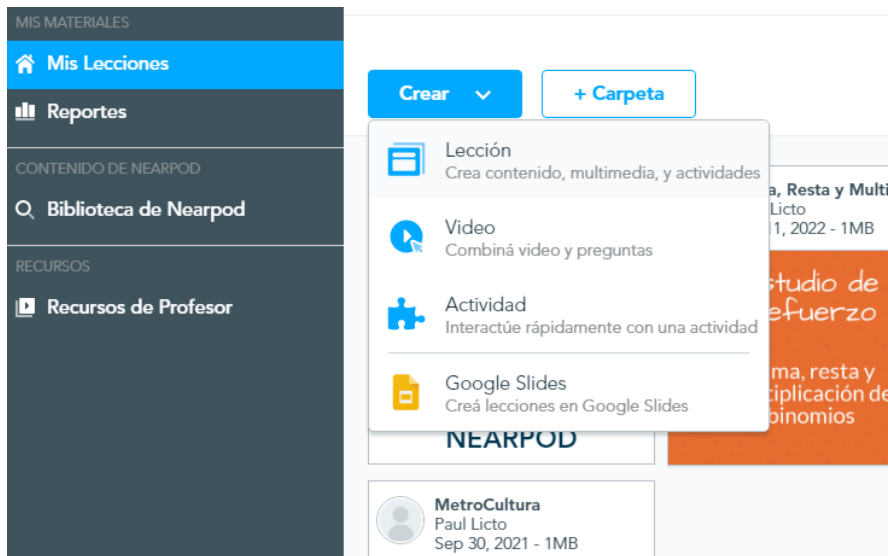 MIS MATERIALES
Mis Lecciones
Reportes
CONTENIDO DE NEARPOD
Biblioteca de Nearpod
RECURSOS
Recursos de Profesor
Crear
+ Carpeta
Lección
Crea contenido, multimedia, y actividades
Video
Combiná video y preguntas
Actividad
Interactúe rápidamente con una actividad
Google Slides
Creá lecciones en Google Slides
NEARPOD
a, Resta y Multi
Licto
11, 2022 - 1MB
studio de
efuerzo
ma, resta y
tiplicación de
binomios
MetroCultura
Paul Licto
Sep 30, 2021 - 1MB